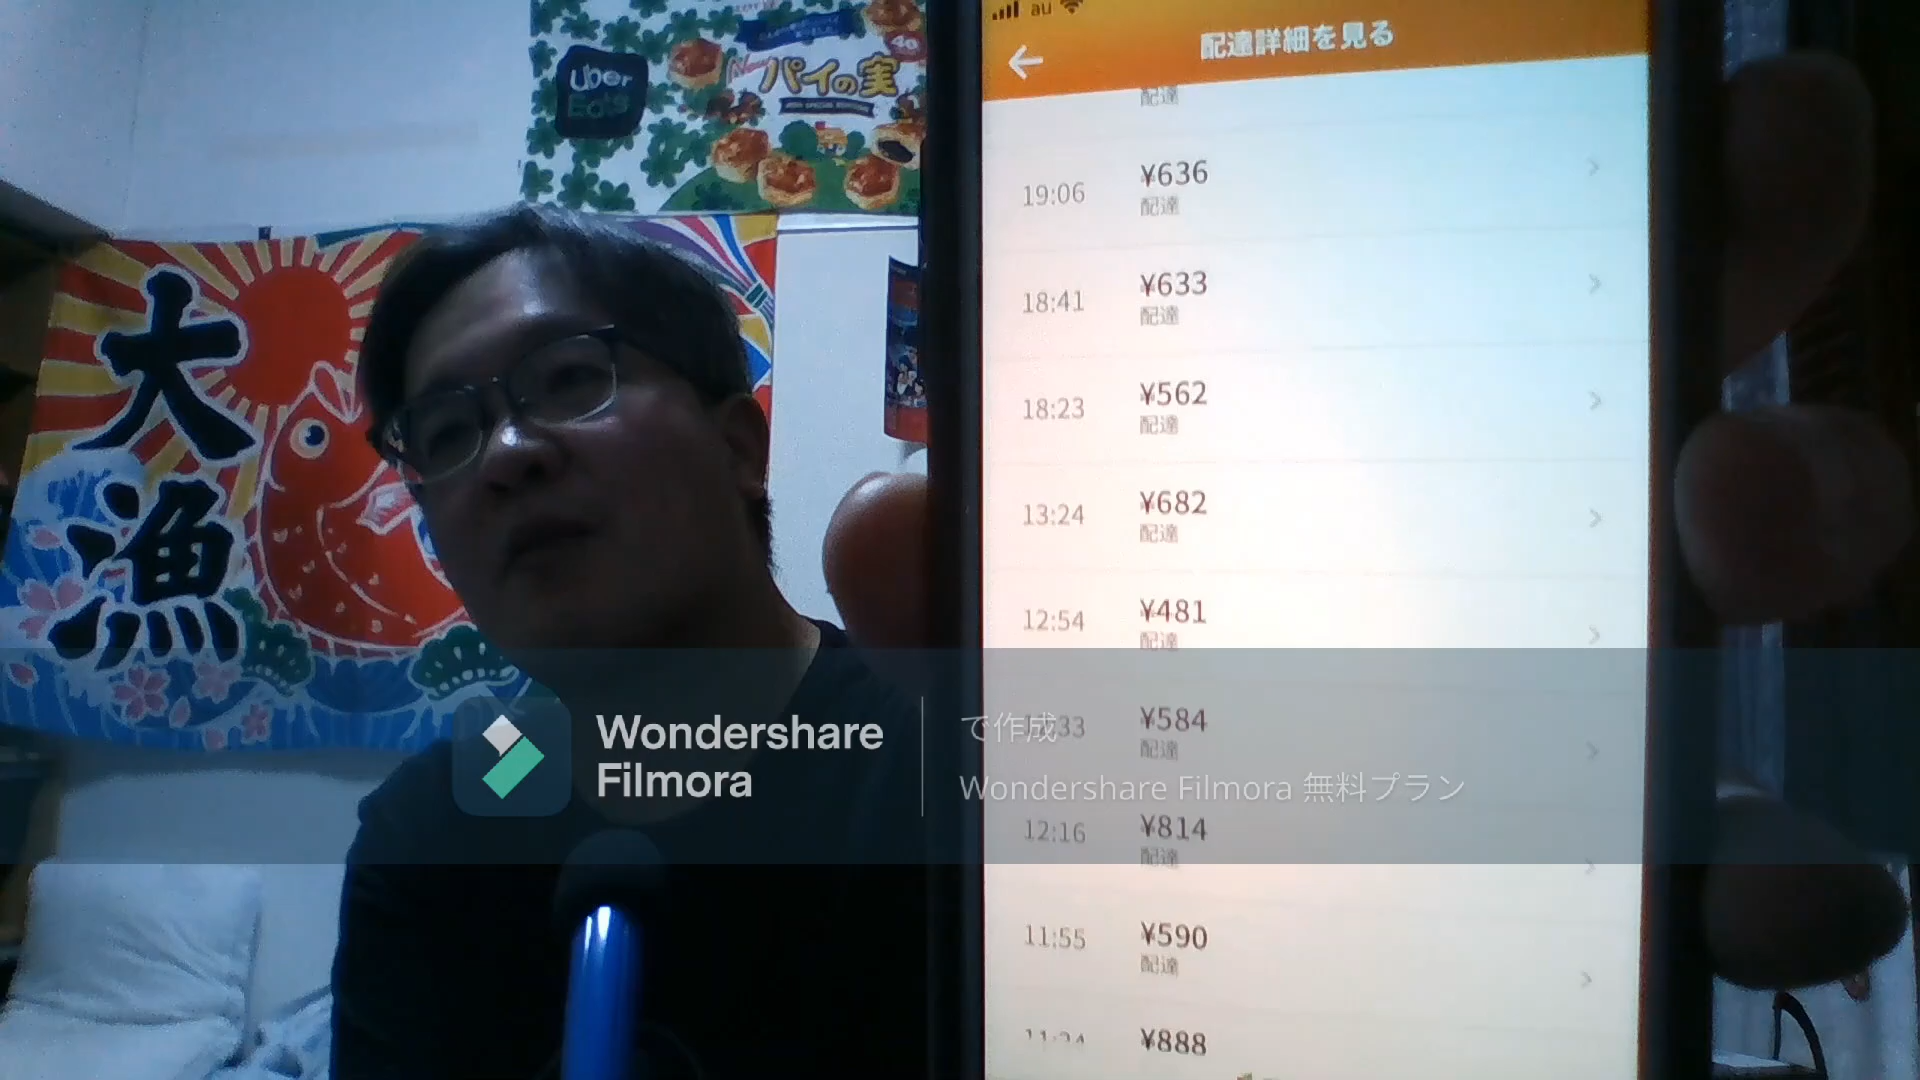 au
配達詳細を見る
配達
19:06
¥636
配達
18:41
¥633
配達
18:23
¥562
配達
13:24
¥682
配達
12:54
¥481
配達
¥584
配達
12:16
¥814
配達
11:55
¥590
配達
¥888
Uber
Eats
パイの実
大漁
Wondershare
Filmora
で作成
Wondershare Filmora 無料プラン